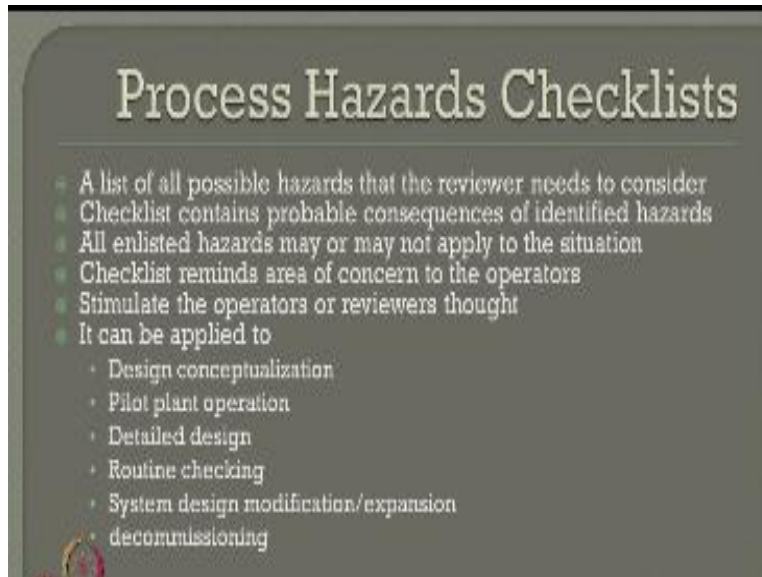 Process Hazards Checklists
A list of all possible hazards that the reviewer needs to consider
Checklist contains probable consequences of identified hazards
All enlisted hazards may or may not apply to the situation
Checklist reminds area of concern to the operators
Stimulate the operators or reviewers thought
It can be applied to
Design conceptualization
Pilot plant operation
Detailed design
Routine checking
System design modification/expansion
decommissioning